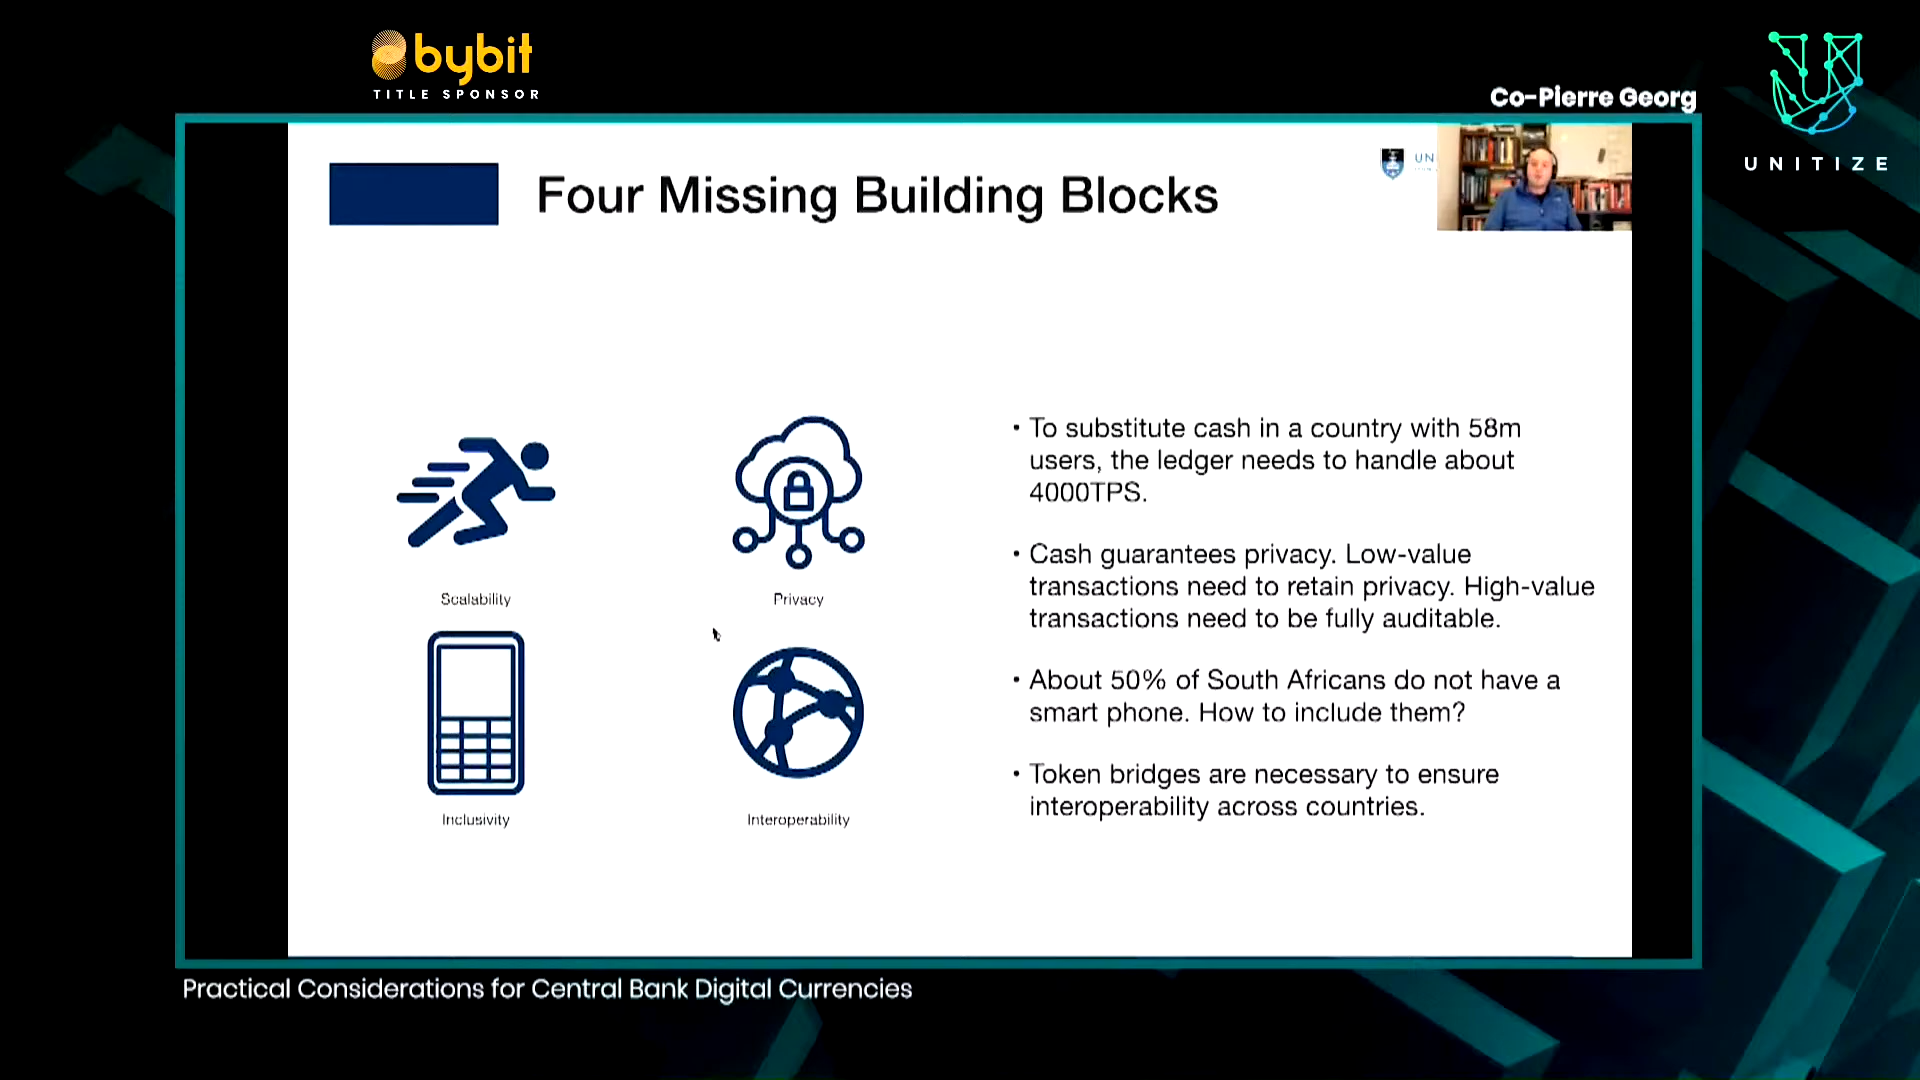 bybit
TITLE SPONSOR
Co-Pierre Georg
UNITIZE
Four Missing Building Blocks
UN
Scalability
Privacy
Inclusivity
Interoperability
• To substitute cash in a country with 58m
users, the ledger needs to handle about
4000TPS.
• Cash guarantees privacy. Low-value
transactions need to retain privacy. High-value
transactions need to be fully auditable.
• About 50% of South Africans do not have a
smart phone. How to include them?
• Token bridges are necessary to ensure
interoperability across countries.
Practical Considerations for Central Bank Digital Currencies